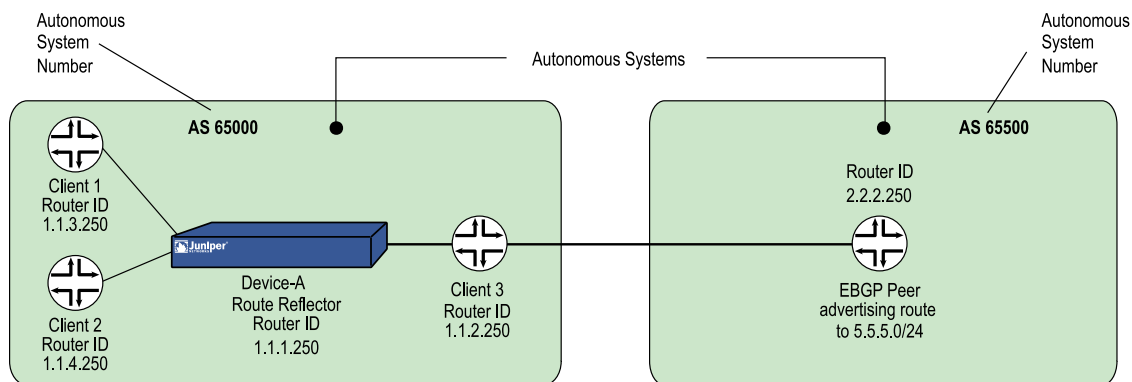 Autonomous
System
Number
Autonomous Systems
Autonomous
System
Number
AS 65000
AS 65500
Client 1
Router ID
1.1.3.250
Client 2
Router ID
1.1.4.250
Juniper
NETWORKS
Device-A
Route Reflector
Router ID
1.1.1.250
Client 3
Router ID
1.1.2.250
Router ID
2.2.2.250
EBGP Peer
advertising route
to 5.5.5.0/24